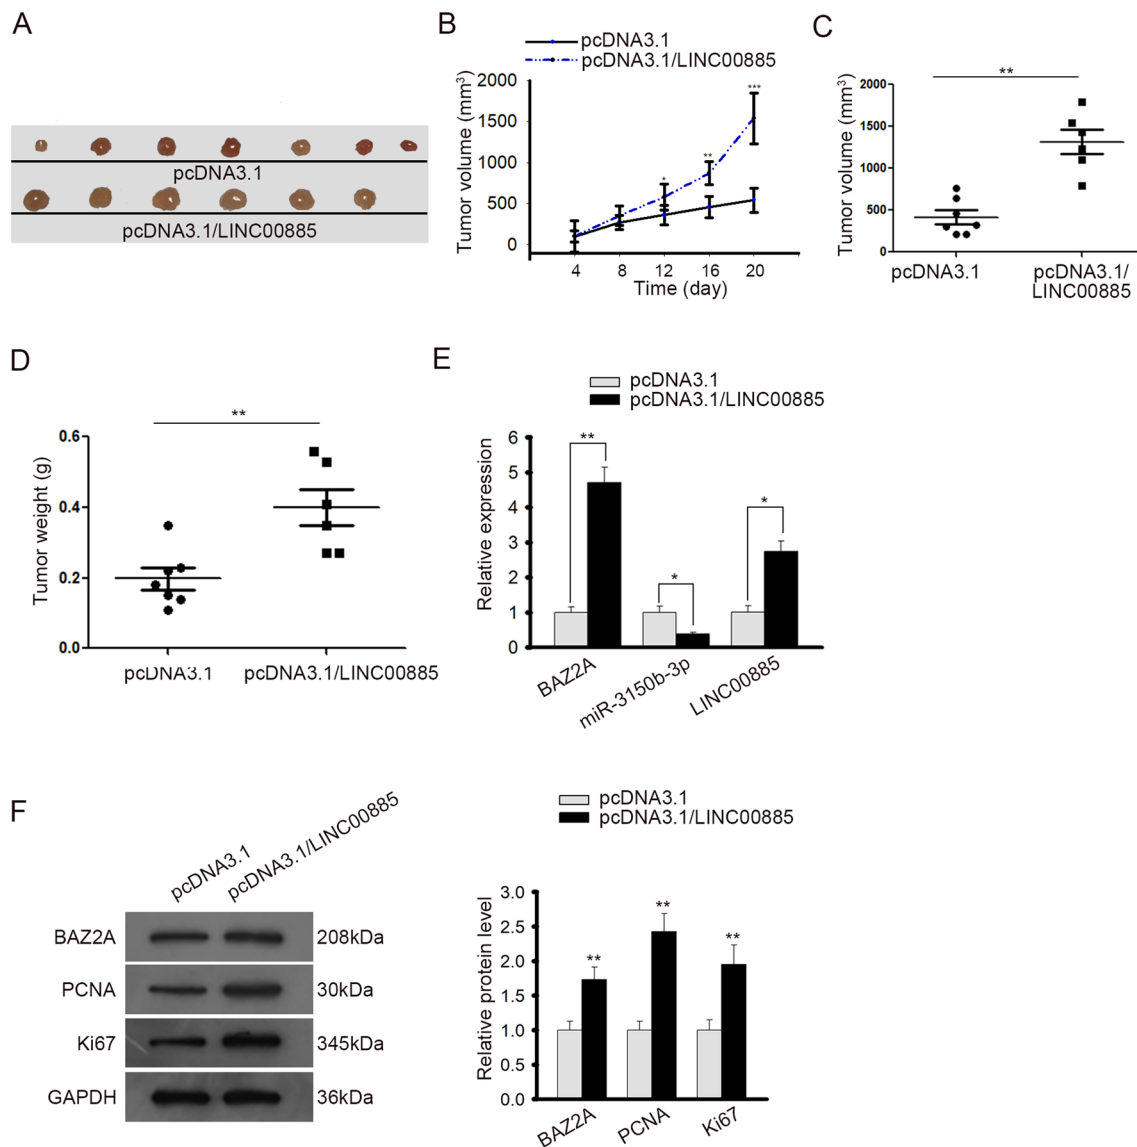 A
pcDNA3.1
pcDNA3.1/LINC00885
B
pcDNA3.1
pcDNA3.1/LINC00885
Tumor volume (mm³)
2000
1500
1000
500
0
*
**
***
4 8 12 16 20
Time (day)
C
**
Tumor volume (mm³)
2000
1500
1000
500
0
pcDNA3.1
pcDNA3.1/
LINC00885
D
**
Tumor weight (g)
0.6
0.4
0.2
0.0
pcDNA3.1
pcDNA3.1/LINC00885
E
pcDNA3.1
pcDNA3.1/LINC00885
Relative expression
6
5
4
3
2
1
0
**
*
*
BAZ2A
miR-3150b-3p
LINC00885
F
pcDNA3.1
pcDNA3.1/LINC00885
BAZ2A 208kDa
PCNA 30kDa
Ki67 345kDa
GAPDH 36kDa
pcDNA3.1
pcDNA3.1/LINC00885
Relative protein level
3.0
2.5
2.0
1.5
1.0
0.5
0.0
**
**
**
BAZ2A
PCNA
Ki67